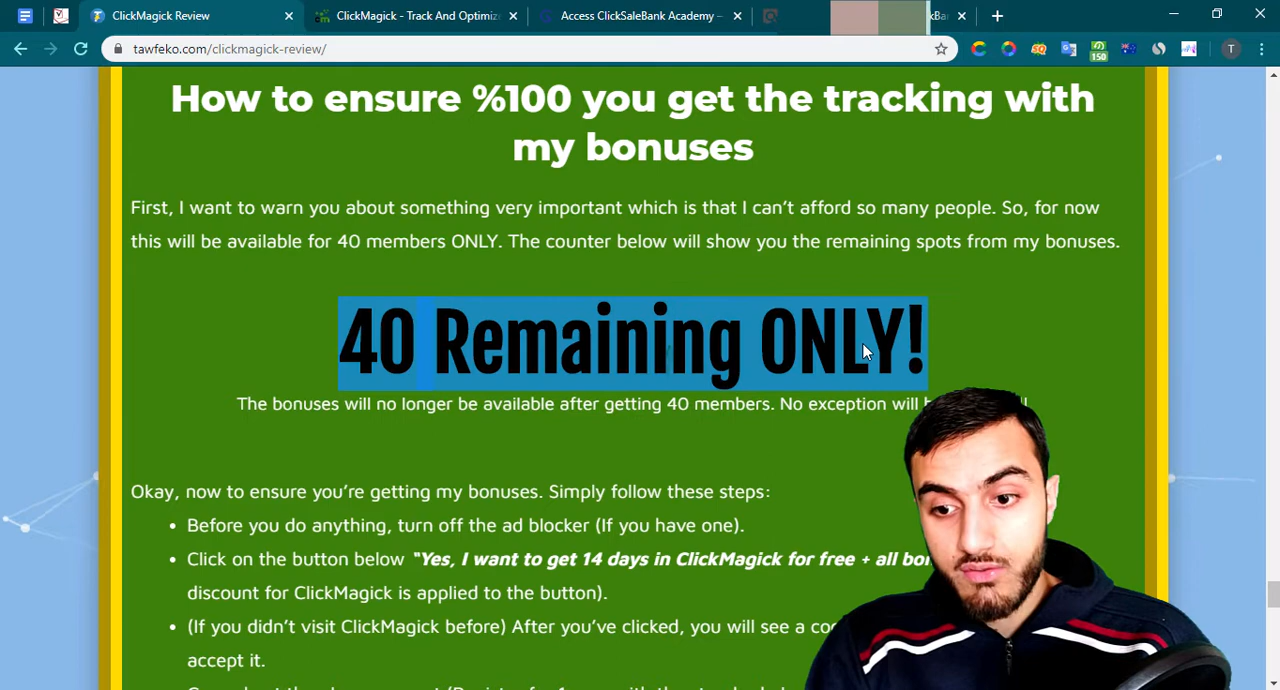 ClickMagick Review
ClickMagick - Track And Optimiz
Access ClickSaleBank Academy –
tawfeko.com/clickmagick-review/
150
T
How to ensure %100 you get the tracking with
my bonuses
First, I want to warn you about something very important which is that I can't afford so many people. So, for now
this will be available for 40 members ONLY. The counter below will show you the remaining spots from my bonuses.
40 Remaining ONLY!
The bonuses will no longer be available after getting 40 members. No exception will
Okay, now to ensure you're getting my bonuses. Simply follow these steps:
Before you do anything, turn off the ad blocker (If you have one).
Click on the button below "Yes, I want to get 14 days in ClickMagick for free + all
discount for ClickMagick is applied to the button).
(If you didn't visit ClickMagick before) After you've clicked, you will see a
accept it.